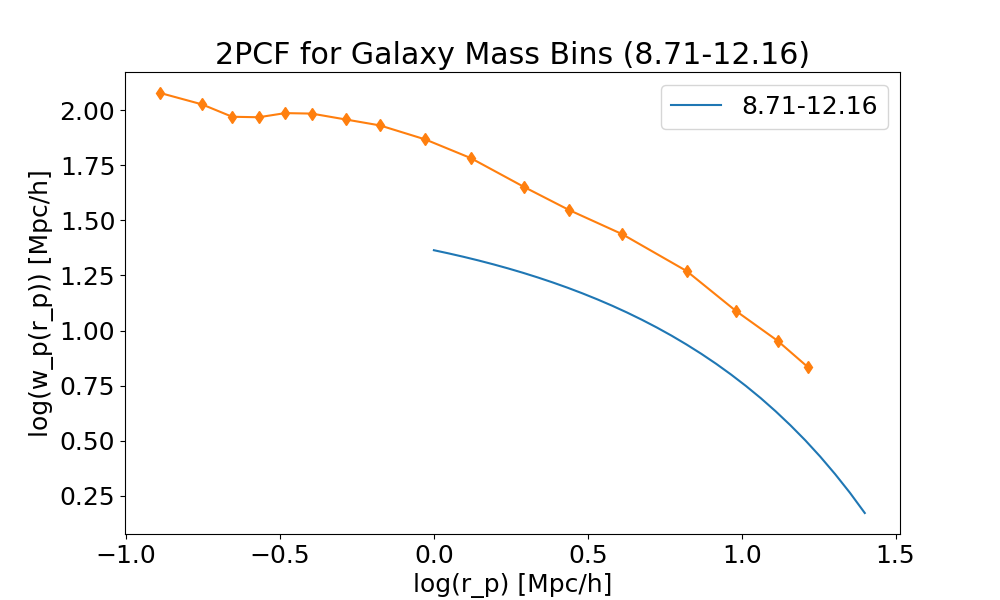 2PCF for Galaxy Mass Bins (8.71-12.16)
8.71-12.16
log(w_p(r_p)) [Mpc/h]
2.00
1.75
1.50
1.25
1.00
0.75
0.50
0.25
−1.0 −0.5 0.0 0.5 1.0 1.5
log(r_p) [Mpc/h]